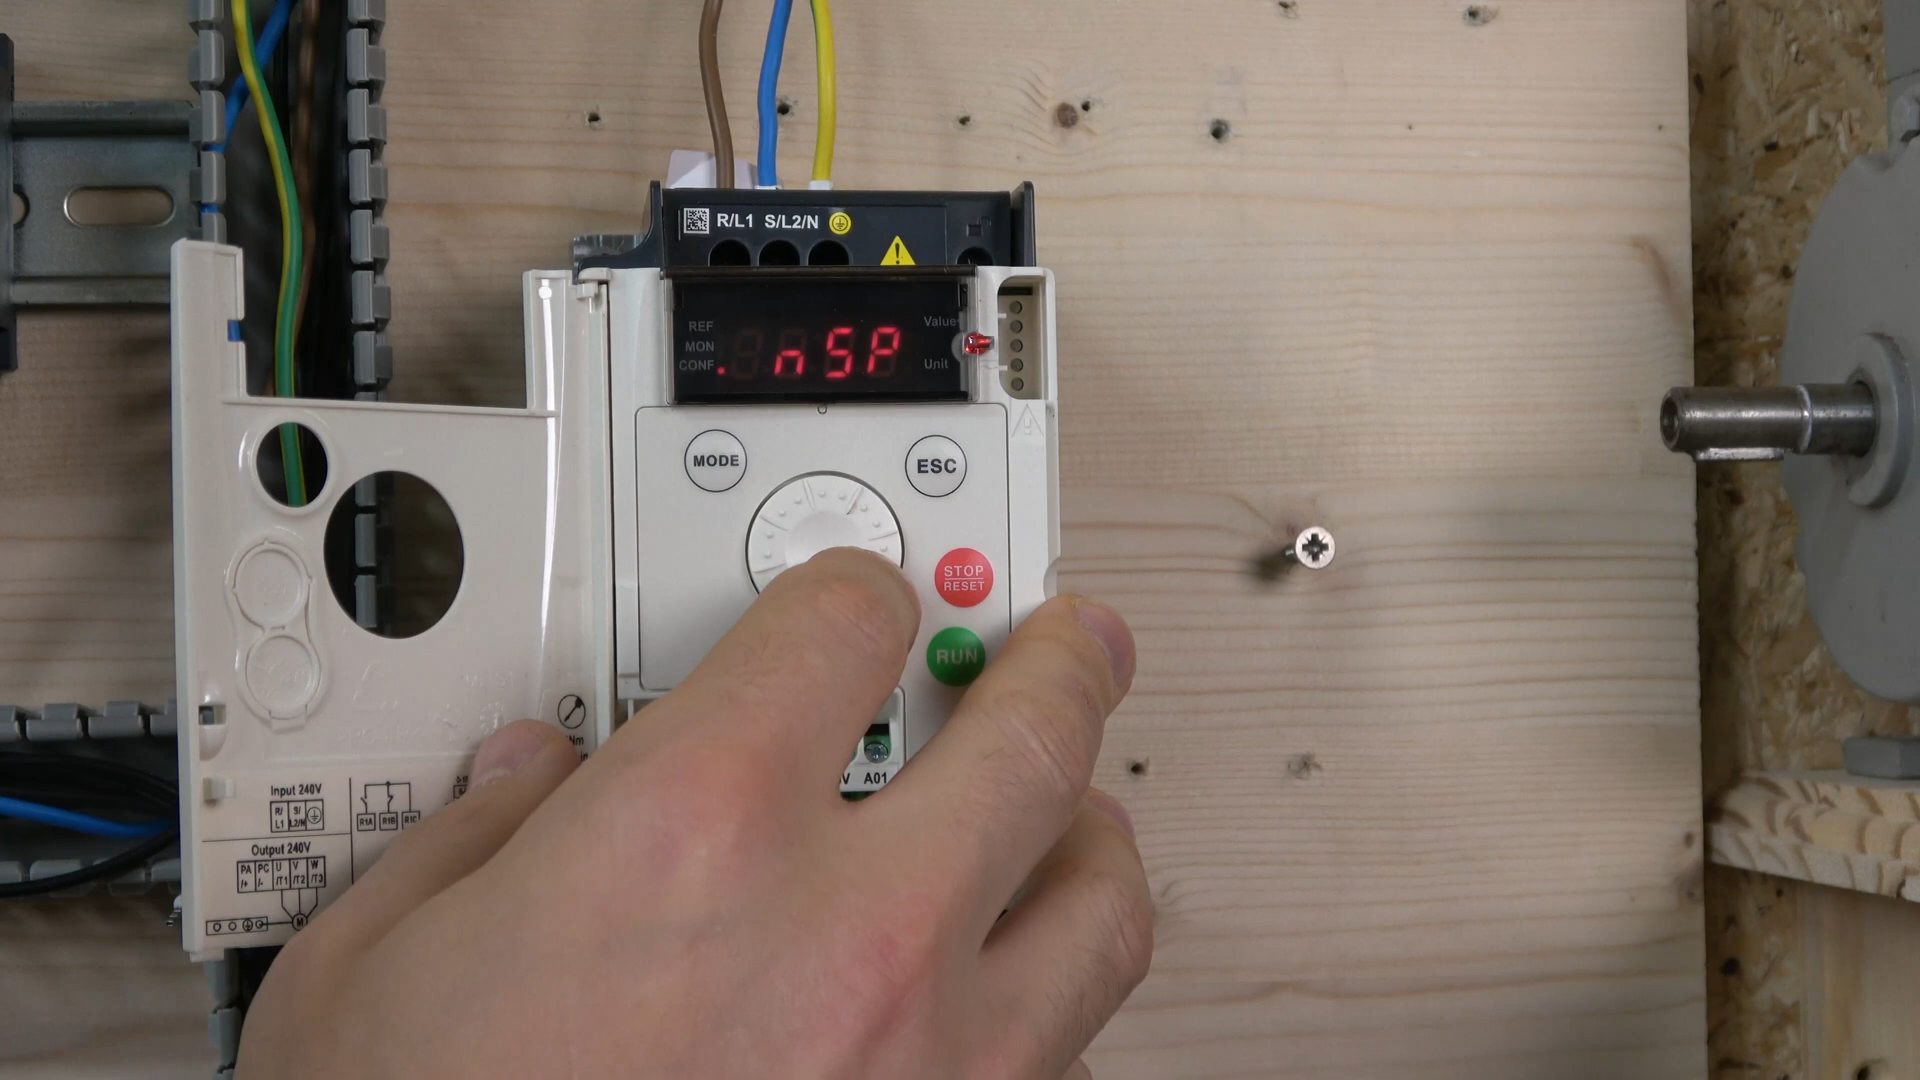 R/L1 S/L2/N
REF
MON
CONF
nSP
Value
Unit
MODE
ESC
STOP
RESET
RUN
A01
Input 240V
R/
L1
S/
L2/N
R1A R1B R1C
Output 240V
PA
/+
PC
/-
U
/T1
V
/T2
W
/T3
M